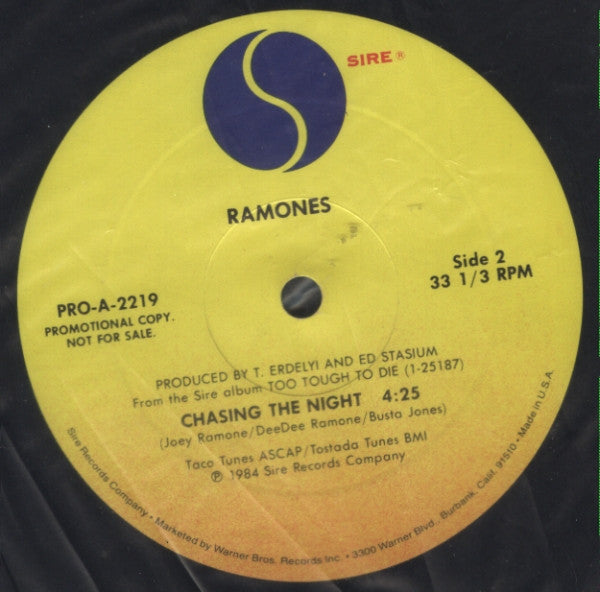 SIRE ®
RAMONES
Side 2
33 1/3 RPM
PRO-A-2219
PROMOTIONAL COPY.
NOT FOR SALE.
PRODUCED BY T. ERDELYI AND ED STASIUM
From the Sire album TOO TOUGH TO DIE (1-25187)
CHASING THE NIGHT 4:25
(Joey Ramone/DeeDee Ramone/Busta Jones)
Taco Tunes ASCAP/Tostada Tunes BMI
℗ 1984 Sire Records Company
Sire Records Company • Marketed by Warner Bros. Records Inc. • 3300 Warner Blvd., Burbank, Calif. 91510 • Made in U.S.A.